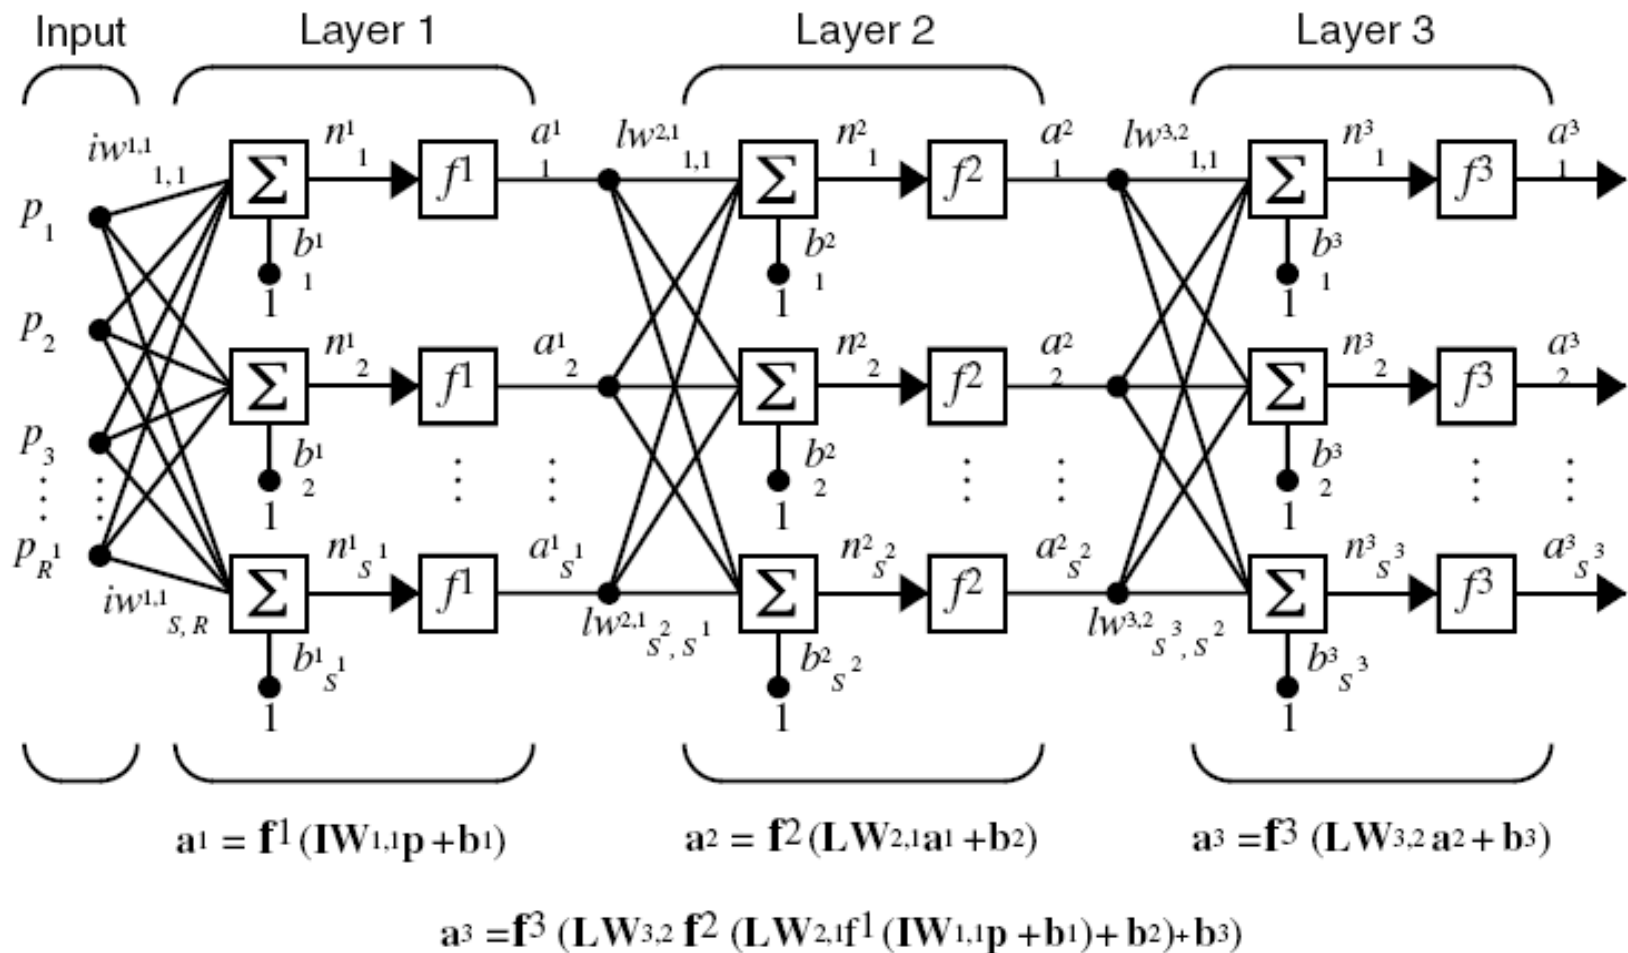 Input Layer 1 Layer 2 Layer 3
iw¹,¹ 1, 1 n¹ 1 a¹ 1 lw²,¹ 1,1 n² 1 a² 1 lw³,² 1,1 n³ 1 a³ 1
Σ f¹ Σ f² Σ f³
p 1 b¹ 1 b² 1 b³ 1
1 1 1
p 2 n¹ 2 a¹ 2 n² 2 a² 2 n³ 2 a³ 2
Σ f¹ Σ f² Σ f³
p 3 b¹ 2 b² 2 b³ 2
1 1 1
p R¹ n¹ S¹ a¹ S¹ n² S² a² S² n³ S³ a³ S³
Σ f¹ Σ f² Σ f³
iw¹,¹ S, R lw²,¹ S², S¹ lw³,² S³, S²
b¹ S¹ b² S² b³ S³
1 1 1
a1 = f1 (IW1,1p +b1) a2 = f2 (LW2,1a1 +b2) a3 =f3 (LW3,2 a2 + b3)
a3 =f3 (LW3,2 f2 (LW2,1f1 (IW1,1p +b1)+ b2)+ b3)